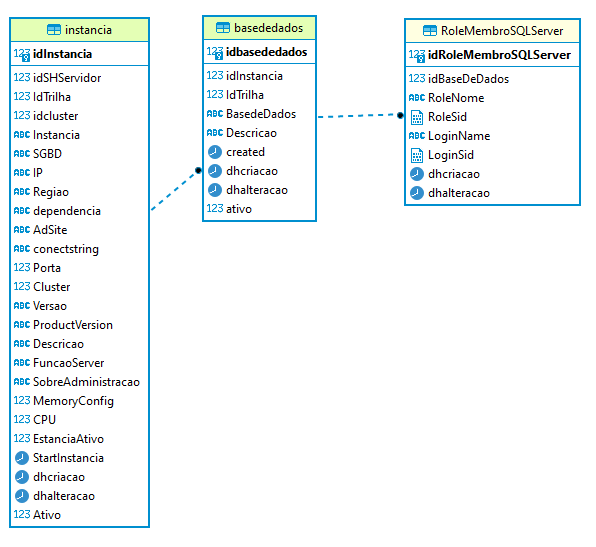 instancia
123 idInstancia
123 idSHServidor
123 IdTrilha
123 idcluster
ABC Instancia
ABC SGBD
ABC IP
ABC Regiao
ABC dependencia
ABC AdSite
ABC conectstring
123 Porta
123 Cluster
ABC Versao
ABC ProductVersion
ABC Descricao
ABC FuncaoServer
ABC SobreAdministracao
123 MemoryConfig
123 CPU
123 EstanciaAtivo
StartInstancia
dhcriacao
dhalteracao
123 Ativo
basededados
123 idbasededados
123 idInstancia
123 IdTrilha
ABC BasedeDados
ABC Descricao
created
dhcriacao
dhalteracao
123 ativo
RoleMembroSQLServer
123 idRoleMembroSQLServer
123 idBaseDeDados
ABC RoleNome
RoleSid
ABC LoginName
LoginSid
dhcriacao
dhalteracao